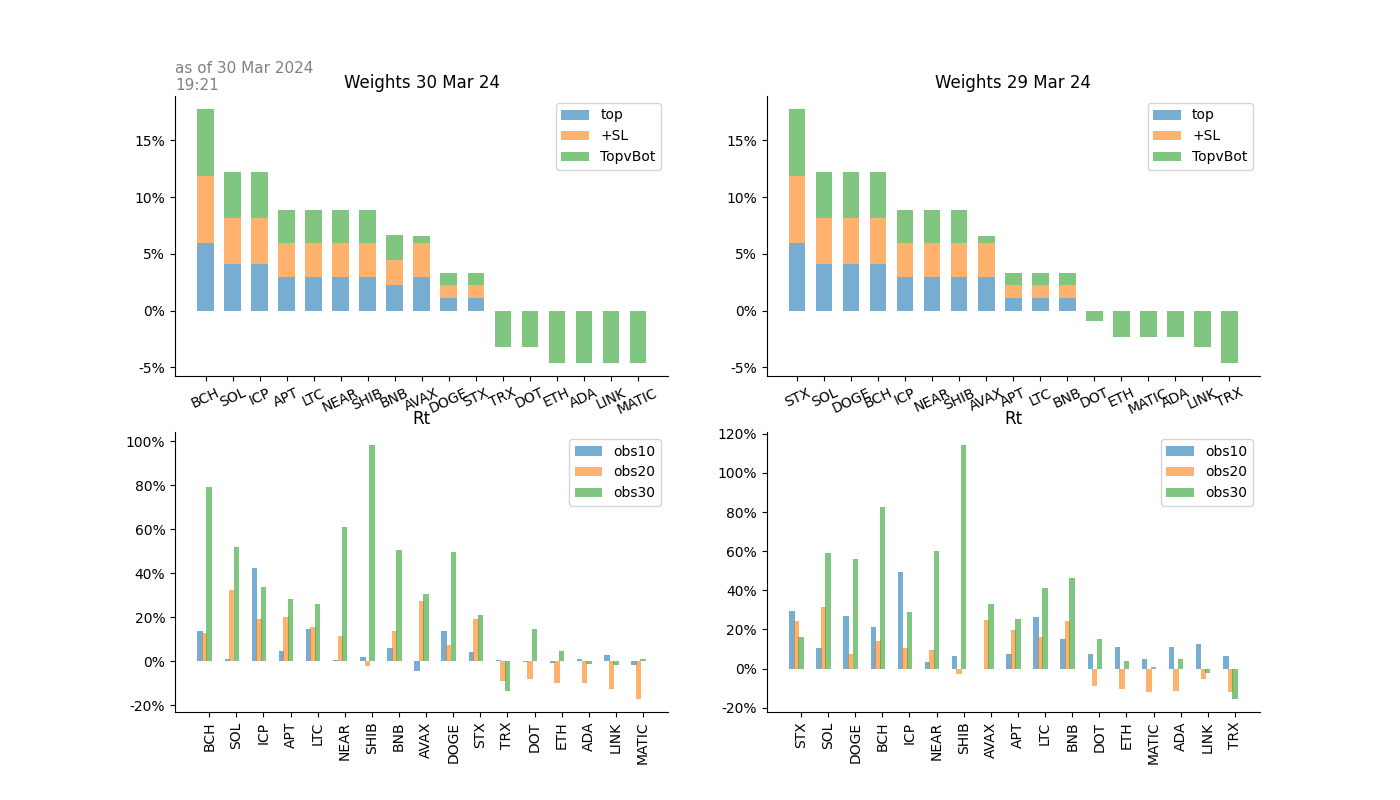 as of 30 Mar 2024
19:21
Weights 30 Mar 24
15%
10%
5%
0%
-5%
top
+SL
TopvBot
BCH SOL ICP APT LTC NEAR SHIB BNB AVAX DOGE STX TRX DOT ETH ADA LINK MATIC
Weights 29 Mar 24
15%
10%
5%
0%
-5%
top
+SL
TopvBot
STX SOL DOGE BCH ICP NEAR SHIB AVAX APT LTC BNB DOT ETH MATIC ADA LINK TRX
Rt
100%
80%
60%
40%
20%
0%
-20%
obs10
obs20
obs30
BCH SOL ICP APT LTC NEAR SHIB BNB AVAX DOGE STX TRX DOT ETH ADA LINK MATIC
Rt
120%
100%
80%
60%
40%
20%
0%
-20%
obs10
obs20
obs30
STX SOL DOGE BCH ICP NEAR SHIB AVAX APT LTC BNB DOT ETH MATIC ADA LINK TRX